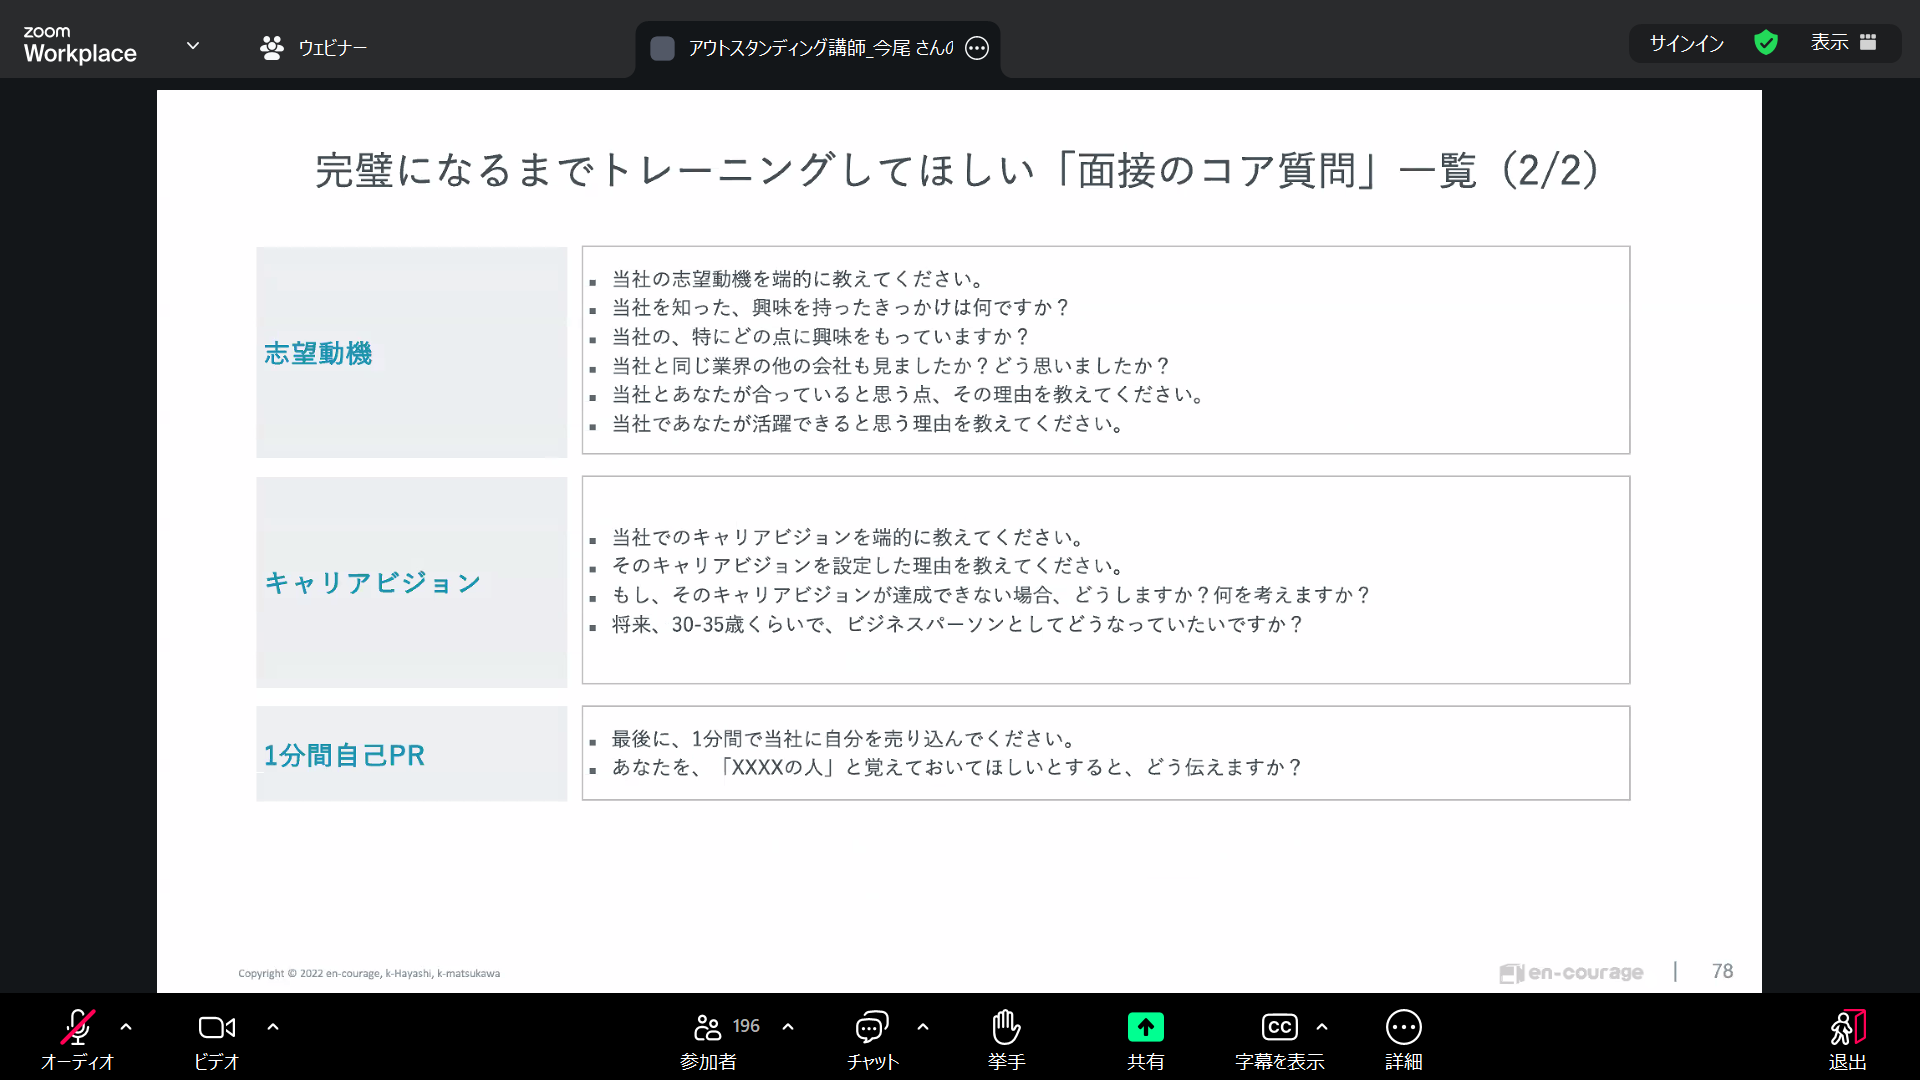 zoom
Workplace
ウェビナー
アウトスタンディング講師_今尾 さんの
サインイン
表示
完璧になるまでトレーニングしてほしい「面接のコア質問」一覧（2/2）
志望動機
▪ 当社の志望動機を端的に教えてください。
▪ 当社を知った、興味を持ったきっかけは何ですか？
▪ 当社の、特にどの点に興味をもっていますか？
▪ 当社と同じ業界の他の会社も見ましたか？どう思いましたか？
▪ 当社とあなたが合っていると思う点、その理由を教えてください。
▪ 当社であなたが活躍できると思う理由を教えてください。
キャリアビジョン
▪ 当社でのキャリアビジョンを端的に教えてください。
▪ そのキャリアビジョンを設定した理由を教えてください。
▪ もし、そのキャリアビジョンが達成できない場合、どうしますか？何を考えますか？
▪ 将来、30-35歳くらいで、ビジネスパーソンとしてどうなっていたいですか？
1分間自己PR
▪ 最後に、1分間で当社に自分を売り込んでください。
▪ あなたを、「XXXXの人」と覚えておいてほしいとすると、どう伝えますか？
Copyright © 2022 en-courage, k-Hayashi, k-matsukawa
en-courage | 78
オーディオ
ビデオ
196
参加者
チャット
挙手
共有
CC
字幕を表示
詳細
退出